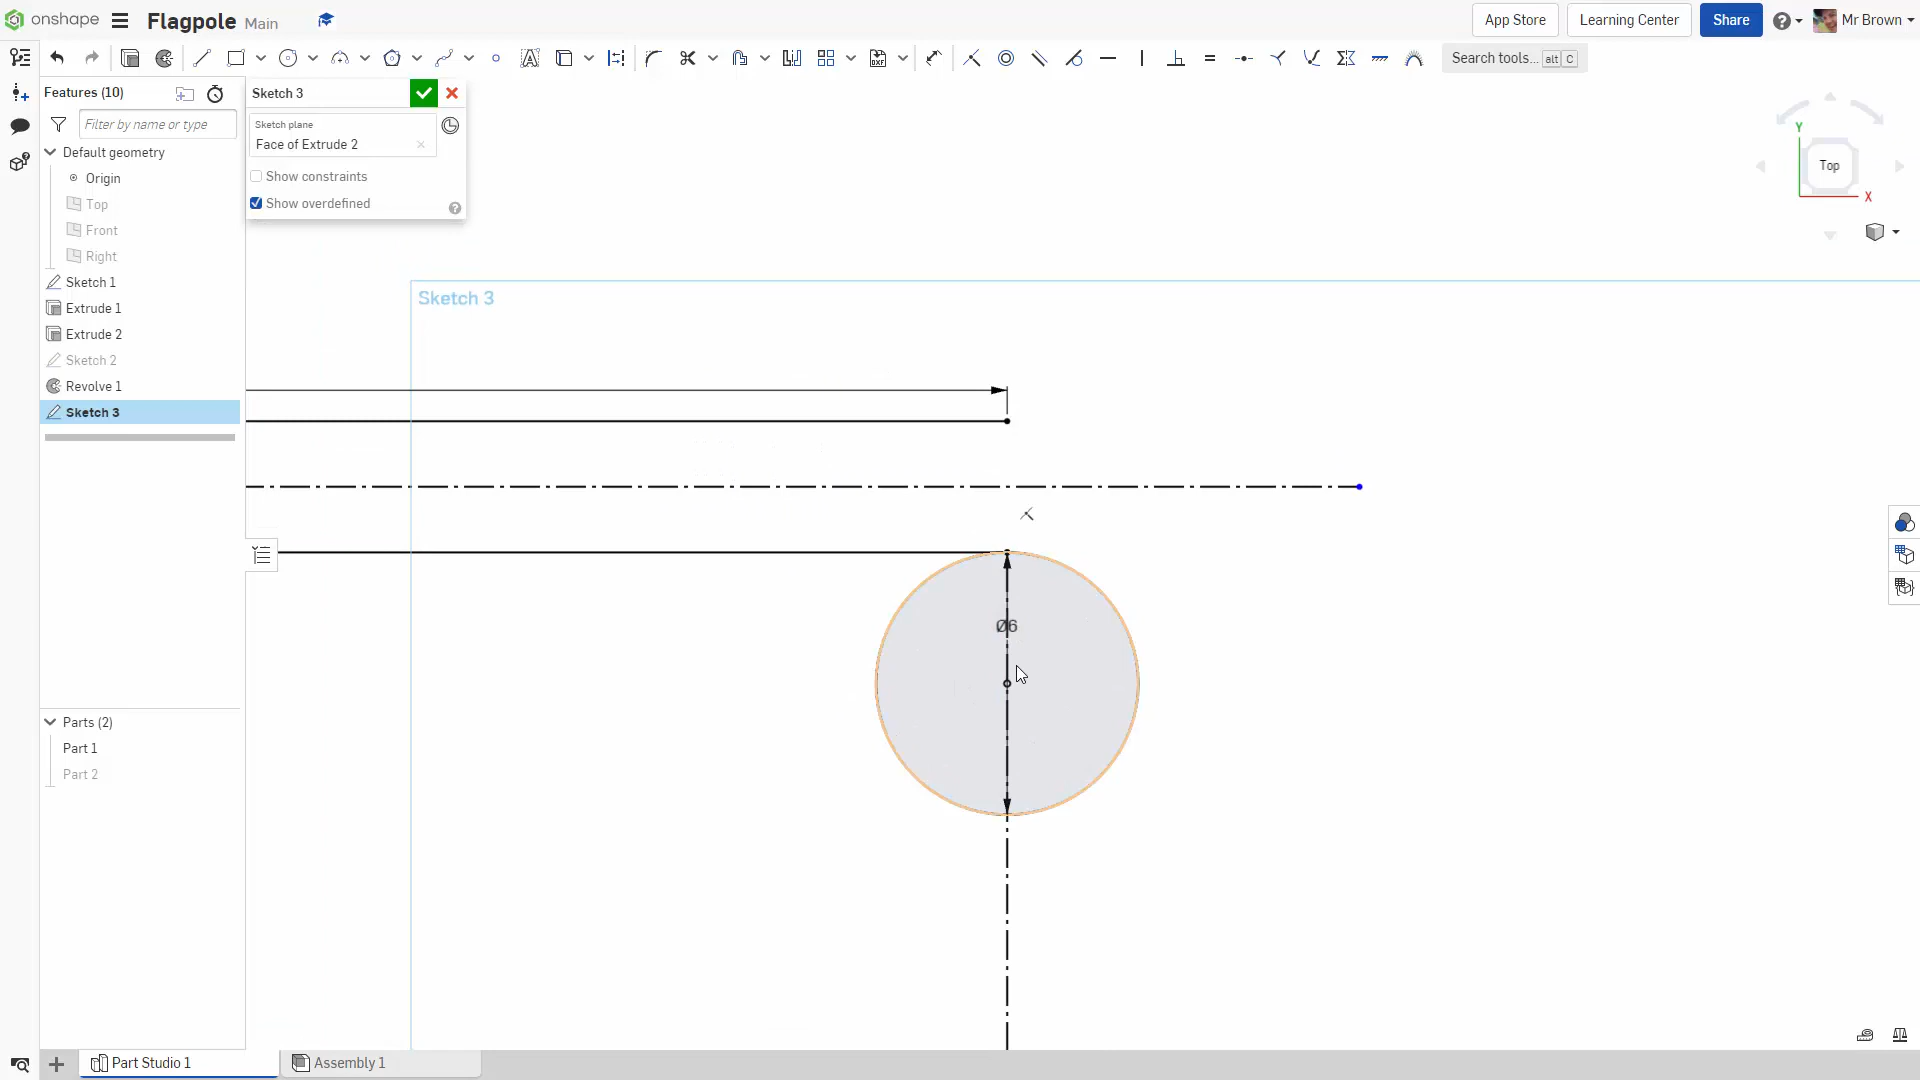 onshape
Flagpole Main
App Store
Learning Center
Share
Mr Brown
Search tools... alt C
Features (10)
Filter by name or type
Default geometry
Origin
Top
Front
Right
Sketch 1
Extrude 1
Extrude 2
Sketch 2
Revolve 1
Sketch 3
Parts (2)
Part 1
Part 2
Sketch 3
Sketch plane
Face of Extrude 2
Show constraints
Show overdefined
Sketch 3
Ø6
Y
Top
X
Part Studio 1
Assembly 1